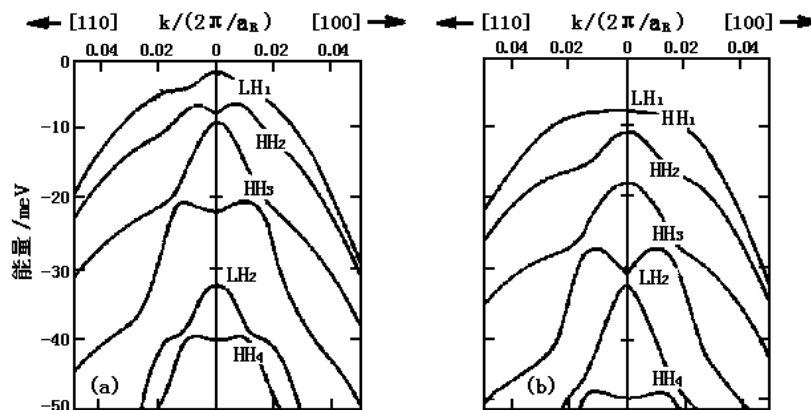 [110] k/(2π/aR) [100]
0.04 0.02 0 0.02 0.04
0
-10
-20
-30
-40
-50
能量/meV
LH1
HH2
HH3
LH2
HH4
(a)
[110] k/(2π/aR) [100]
0.04 0.02 0 0.02 0.04
LH1
HH1
HH2
HH3
LH2
HH4
(b)